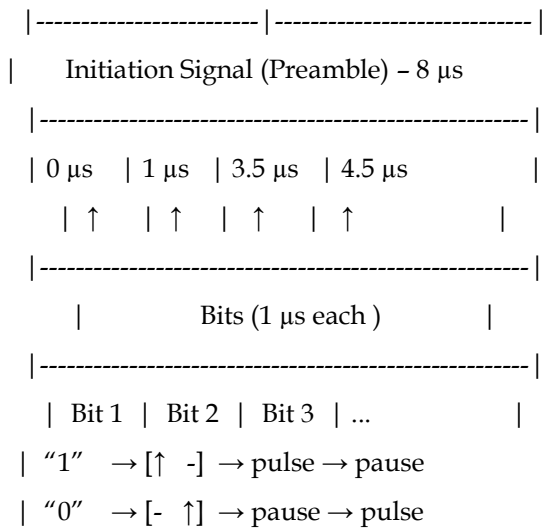 |-------------------------|----------------------------|
| Initiation Signal (Preamble) – 8 µs
|-------------------------------------------------------|
| 0 µs | 1 µs | 3.5 µs | 4.5 µs |
| ↑ | ↑ | ↑ | ↑ |
|-------------------------------------------------------|
| Bits (1 µs each ) |
|-------------------------------------------------------|
| Bit 1 | Bit 2 | Bit 3 | ... |
| “1” → [↑ -] → pulse → pause
| “0” → [- ↑] → pause → pulse